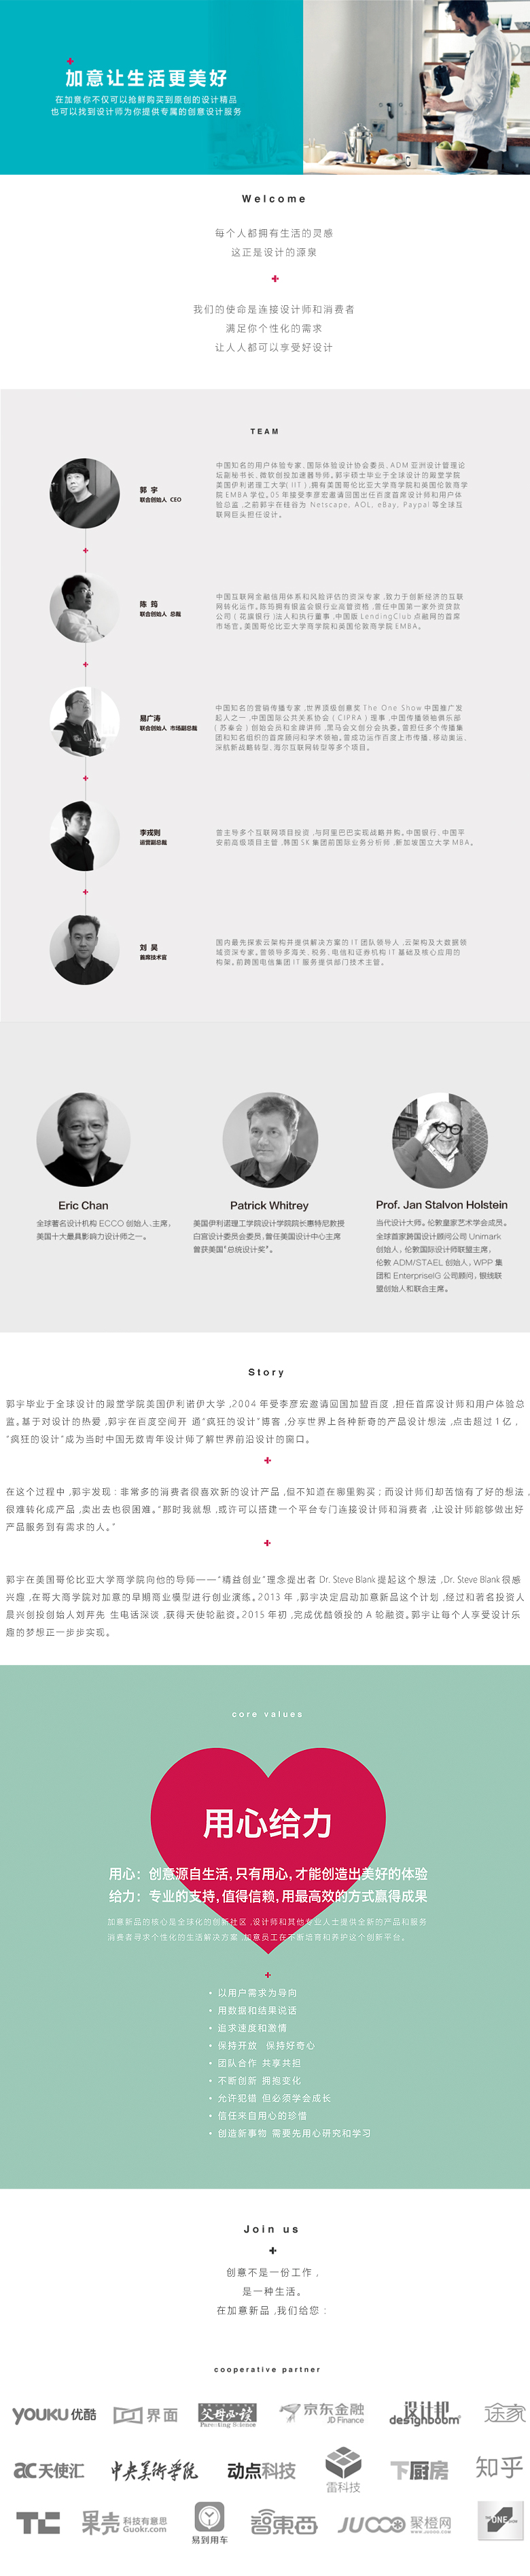 加意让生活更美好
在加意你不仅可以抢鲜购买到原创的设计精品
也可以找到设计师为你提供专属的创意设计服务
Welcome
每个人都拥有生活的灵感
这正是设计的源泉
我们的使命是连接设计师和消费者
满足你个性化的需求
让人人都可以享受好设计
TEAM
郭 宇
联合创始人 CEO
中国知名的用户体验专家、国际体验设计协会委员、ADM 亚洲设计管理论
坛副秘书长、微软创投加速器导师。郭宇硕士毕业于全球设计的殿堂学院
美国伊利诺理工大学( IIT ),拥有美国哥伦比亚大学商学院和英国伦敦商学
院 EMBA 学位。05 年接受李彦宏邀请回国出任百度首席设计师和用户体
验总监,之前郭宇在硅谷为 Netscape, AOL, eBay, Paypal 等全球互
联网巨头担任设计。
陈 筠
联合创始人 总裁
中国互联网金融信用体系和风险评估的资深专家,致力于创新经济的互联
网转化运作。陈筠拥有银监会银行业高管资格,曾任中国第一家外资贷款
公司(花旗银行)法人和执行董事,中国版 LendingClub 点融网的首席
市场官。美国哥伦比亚大学商学院和英国伦敦商学院 EMBA。
易广涛
联合创始人 市场副总裁
中国知名的营销传播专家,世界顶级创意奖 The One Show 中国推广发
起人之一,中国国际公共关系协会(CIPRA)理事,中国传播领袖俱乐部
(苏秦会)创始会员和金牌讲师,黑马会文创分会执委。曾担任多个传播集
团和知名组织的首席顾问和学术领袖。曾成功运作百度上市传播、移动奥运、
深航新战略转型、海尔互联网转型等多个项目。
李戎则
运营副总裁
曾主导多个互联网项目投资,与阿里巴巴实现战略并购。中国银行、中国平
安前高级项目主管,韩国 SK 集团前国际业务分析师,新加坡国立大学 MBA。
刘 昊
首席技术官
国内最先探索云架构并提供解决方案的 IT 团队领导人,云架构及大数据领
域资深专家。曾领导多海关、税务、电信和证券机构 IT 基础及核心应用的
构架。前跨国电信集团 IT 服务提供部门技术主管。
Eric Chan
全球著名设计机构 ECCO 创始人、主席,
美国十大最具影响力设计师之一。
Patrick Whitrey
美国伊利诺理工学院设计学院院长惠特尼教授
白宫设计委员会委员,曾任美国设计中心主席
曾获美国“总统设计奖”。
Prof. Jan Stalvon Holstein
当代设计大师。伦敦皇家艺术学会成员。
全球首家跨国设计顾问公司 Unimark
创始人,伦敦国际设计师联盟主席,
伦敦 ADM/STAEL 创始人,WPP 集
团和 EnterpriseIG 公司顾问,银线联
盟创始人和联合主席。
Story
郭宇毕业于全球设计的殿堂学院美国伊利诺伊大学,2004 年受李彦宏邀请回国加盟百度,担任首席设计师和用户体验总
监。基于对设计的热爱,郭宇在百度空间开 通“疯狂的设计”博客,分享世界上各种新奇的产品设计想法,点击超过 1 亿,
“疯狂的设计”成为当时中国无数青年设计师了解世界前沿设计的窗口。
在这个过程中,郭宇发现:非常多的消费者很喜欢新的设计产品,但不知道在哪里购买;而设计师们却苦恼有了好的想法,
很难转化成产品,卖出去也很困难。“那时我就想,或许可以搭建一个平台专门连接设计师和消费者,让设计师能够做出好
产品服务到有需求的人。”
郭宇在美国哥伦比亚大学商学院向他的导师——“精益创业”理念提出者 Dr. Steve Blank 提起这个想法,Dr. Steve Blank 很感
兴趣,在哥大商学院对加意的早期商业模型进行创业演练。2013 年,郭宇决定启动加意新品这个计划,经过和著名投资人
晨兴创投创始人刘芹先 生电话深谈,获得天使轮融资。2015 年初,完成优酷领投的 A 轮融资。郭宇让每个人享受设计乐
趣的梦想正一步步实现。
core values
用心给力
用心：创意源自生活,只有用心,才能创造出美好的体验
给力：专业的支持,值得信赖,用最高效的方式赢得成果
加意新品的核心是全球化的创新社区,设计师和其他专业人士提供全新的产品和服务
消费者寻求个性化的生活解决方案,加意员工在不断培育和养护这个创新平台。
• 以用户需求为导向
• 用数据和结果说话
• 追求速度和激情
• 保持开放 保持好奇心
• 团队合作 共享共担
• 不断创新 拥抱变化
• 允许犯错 但必须学会成长
• 信任来自用心的珍惜
• 创造新事物 需要先用心研究和学习
Join us
创意不是一份工作,
是一种生活。
在加意新品,我们给您:
cooperative partner
YOUKU 优酷
界面
父母必读
Parenting Science
京东金融
JD Finance
设计邦
designboom
途家
ac 天使汇
中央美術学院
动点科技
雷科技
下厨房
知乎
TC
果壳 科技有意思
Guokr.com
易到用车
智東西
JUOOO 聚橙网
THE ONE SHOW